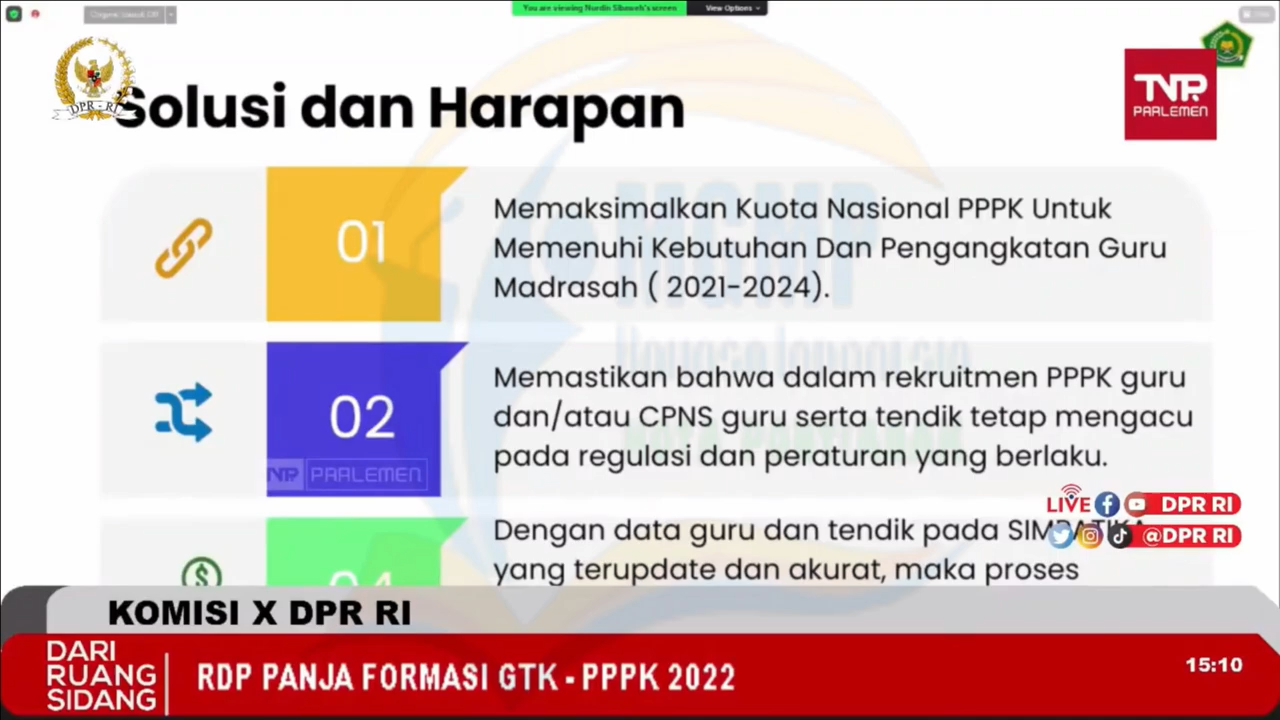 You are viewing Nurdin Sibaweh's screen
View Options
DPR - RI
Solusi dan Harapan
TVR
PARLEMEN
01
Memaksimalkan Kuota Nasional PPPK Untuk
Memenuhi Kebutuhan Dan Pengangkatan Guru
Madrasah ( 2021-2024).
02
Memastikan bahwa dalam rekruitmen PPPK guru
dan/atau CPNS guru serta tendik tetap mengacu
pada regulasi dan peraturan yang berlaku.
TVR PARLEMEN
LIVE DPR RI
@DPR RI
04
Dengan data guru dan tendik pada SIMPATIKA
yang terupdate dan akurat, maka proses
KOMISI X DPR RI
DARI
RUANG
SIDANG
RDP PANJA FORMASI GTK - PPPK 2022
15:10